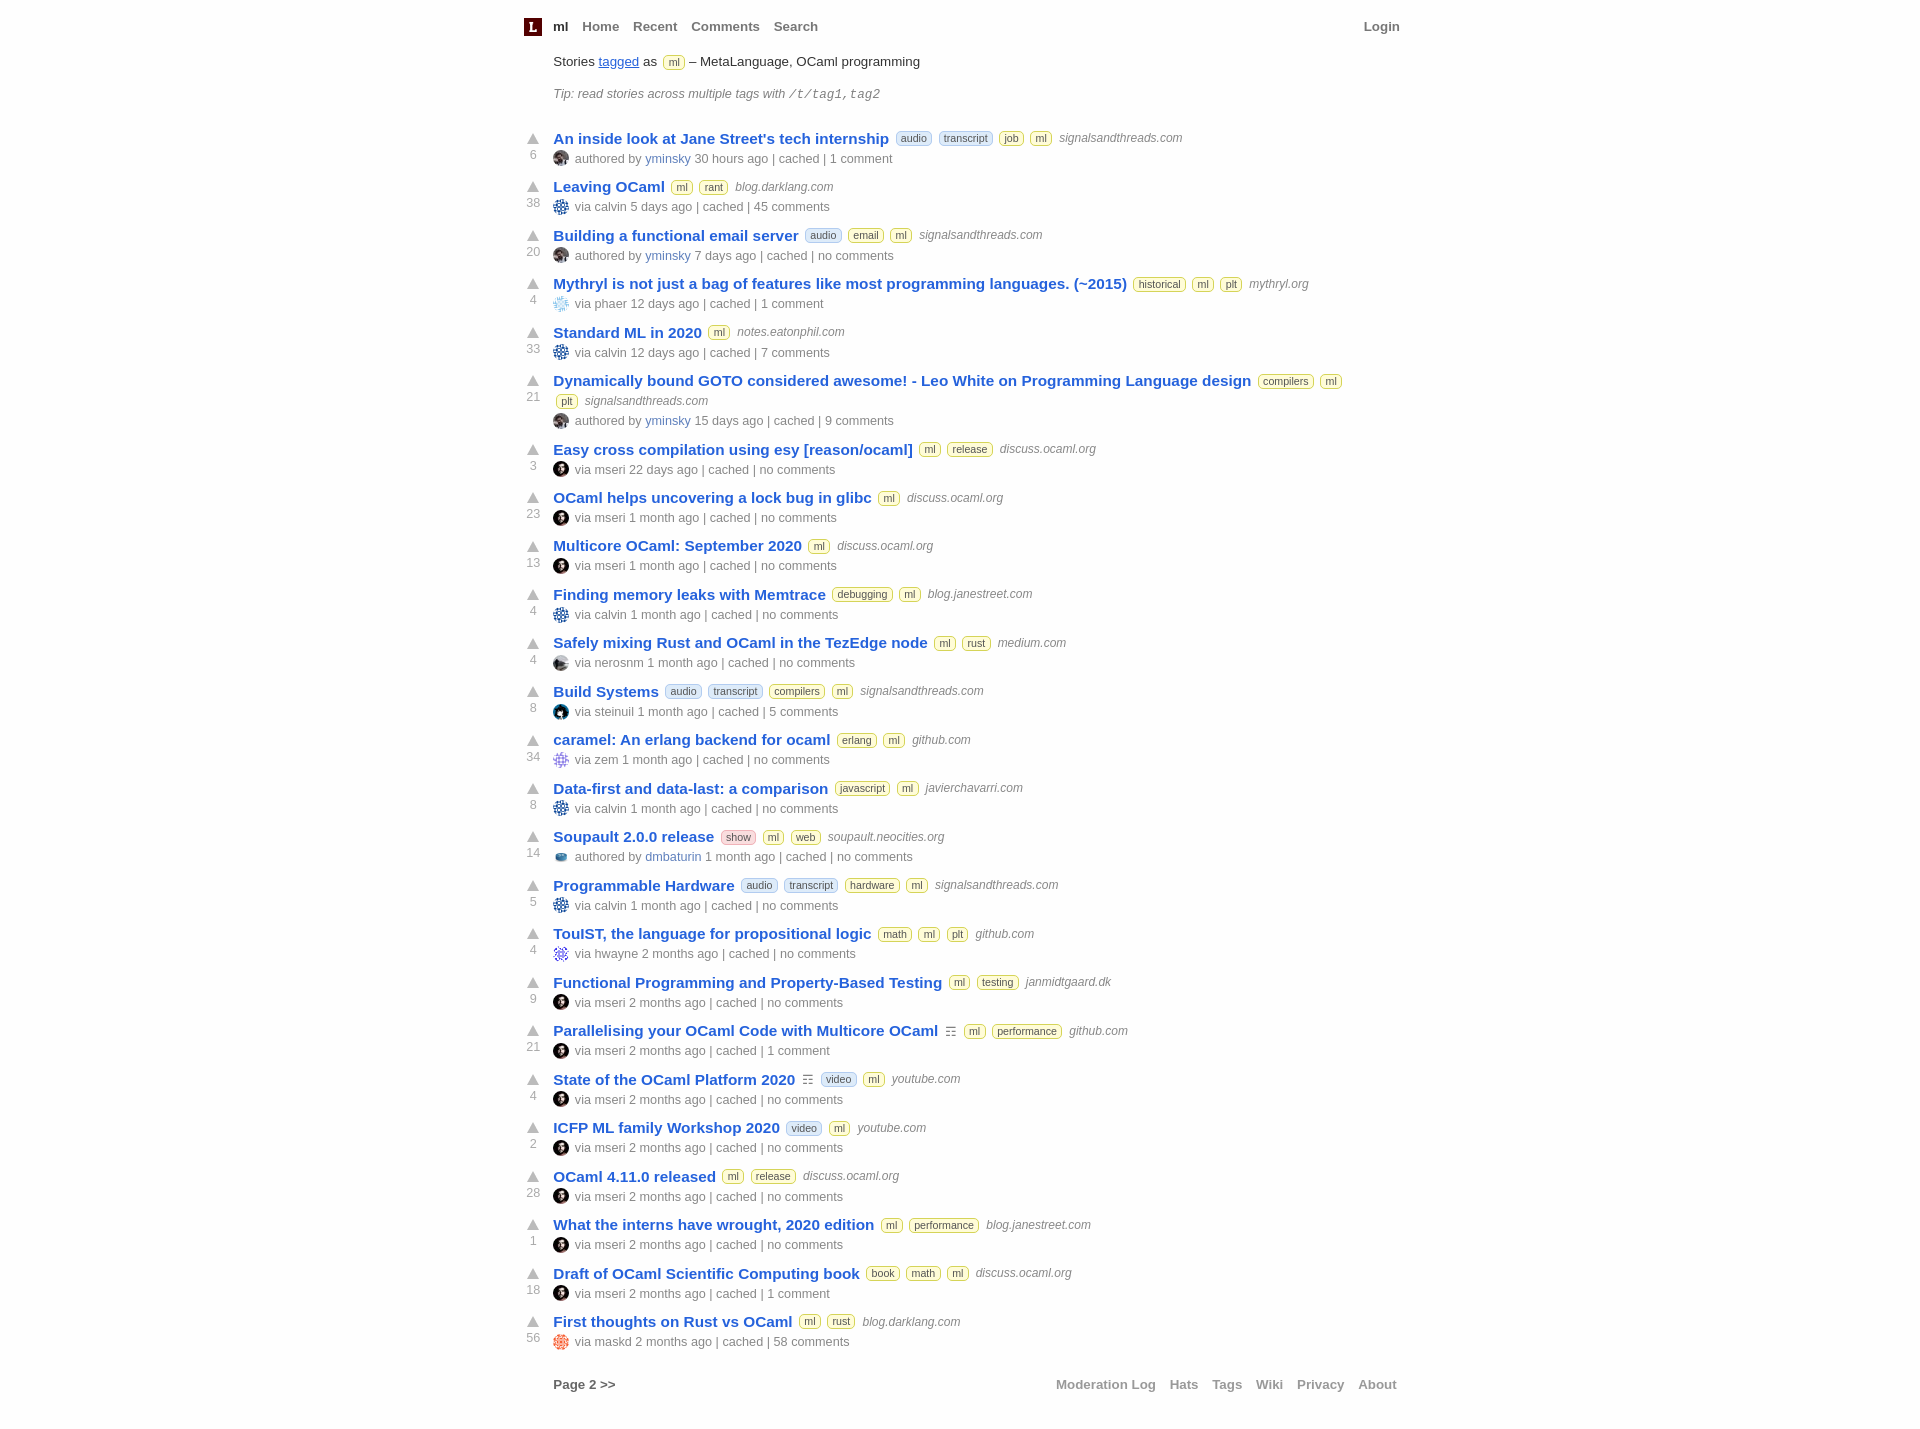 L ml Home Recent Comments Search Login
Stories tagged as ml – MetaLanguage, OCaml programming
Tip: read stories across multiple tags with /t/tag1,tag2
An inside look at Jane Street's tech internship audio transcript job ml signalsandthreads.com
6
authored by yminsky 30 hours ago | cached | 1 comment
Leaving OCaml ml rant blog.darklang.com
38
via calvin 5 days ago | cached | 45 comments
Building a functional email server audio email ml signalsandthreads.com
20
authored by yminsky 7 days ago | cached | no comments
Mythryl is not just a bag of features like most programming languages. (~2015) historical ml plt mythryl.org
4
via phaer 12 days ago | cached | 1 comment
Standard ML in 2020 ml notes.eatonphil.com
33
via calvin 12 days ago | cached | 7 comments
Dynamically bound GOTO considered awesome! - Leo White on Programming Language design compilers ml
21
plt signalsandthreads.com
authored by yminsky 15 days ago | cached | 9 comments
Easy cross compilation using esy [reason/ocaml] ml release discuss.ocaml.org
3
via mseri 22 days ago | cached | no comments
OCaml helps uncovering a lock bug in glibc ml discuss.ocaml.org
23
via mseri 1 month ago | cached | no comments
Multicore OCaml: September 2020 ml discuss.ocaml.org
13
via mseri 1 month ago | cached | no comments
Finding memory leaks with Memtrace debugging ml blog.janestreet.com
4
via calvin 1 month ago | cached | no comments
Safely mixing Rust and OCaml in the TezEdge node ml rust medium.com
4
via nerosnm 1 month ago | cached | no comments
Build Systems audio transcript compilers ml signalsandthreads.com
8
via steinuil 1 month ago | cached | 5 comments
caramel: An erlang backend for ocaml erlang ml github.com
34
via zem 1 month ago | cached | no comments
Data-first and data-last: a comparison javascript ml javierchavarri.com
8
via calvin 1 month ago | cached | no comments
Soupault 2.0.0 release show ml web soupault.neocities.org
14
authored by dmbaturin 1 month ago | cached | no comments
Programmable Hardware audio transcript hardware ml signalsandthreads.com
5
via calvin 1 month ago | cached | no comments
TouIST, the language for propositional logic math ml plt github.com
4
via hwayne 2 months ago | cached | no comments
Functional Programming and Property-Based Testing ml testing janmidtgaard.dk
9
via mseri 2 months ago | cached | no comments
Parallelising your OCaml Code with Multicore OCaml ☶ ml performance github.com
21
via mseri 2 months ago | cached | 1 comment
State of the OCaml Platform 2020 ☶ video ml youtube.com
4
via mseri 2 months ago | cached | no comments
ICFP ML family Workshop 2020 video ml youtube.com
2
via mseri 2 months ago | cached | no comments
OCaml 4.11.0 released ml release discuss.ocaml.org
28
via mseri 2 months ago | cached | no comments
What the interns have wrought, 2020 edition ml performance blog.janestreet.com
1
via mseri 2 months ago | cached | no comments
Draft of OCaml Scientific Computing book book math ml discuss.ocaml.org
18
via mseri 2 months ago | cached | 1 comment
First thoughts on Rust vs OCaml ml rust blog.darklang.com
56
via maskd 2 months ago | cached | 58 comments
Page 2 >> Moderation Log Hats Tags Wiki Privacy About